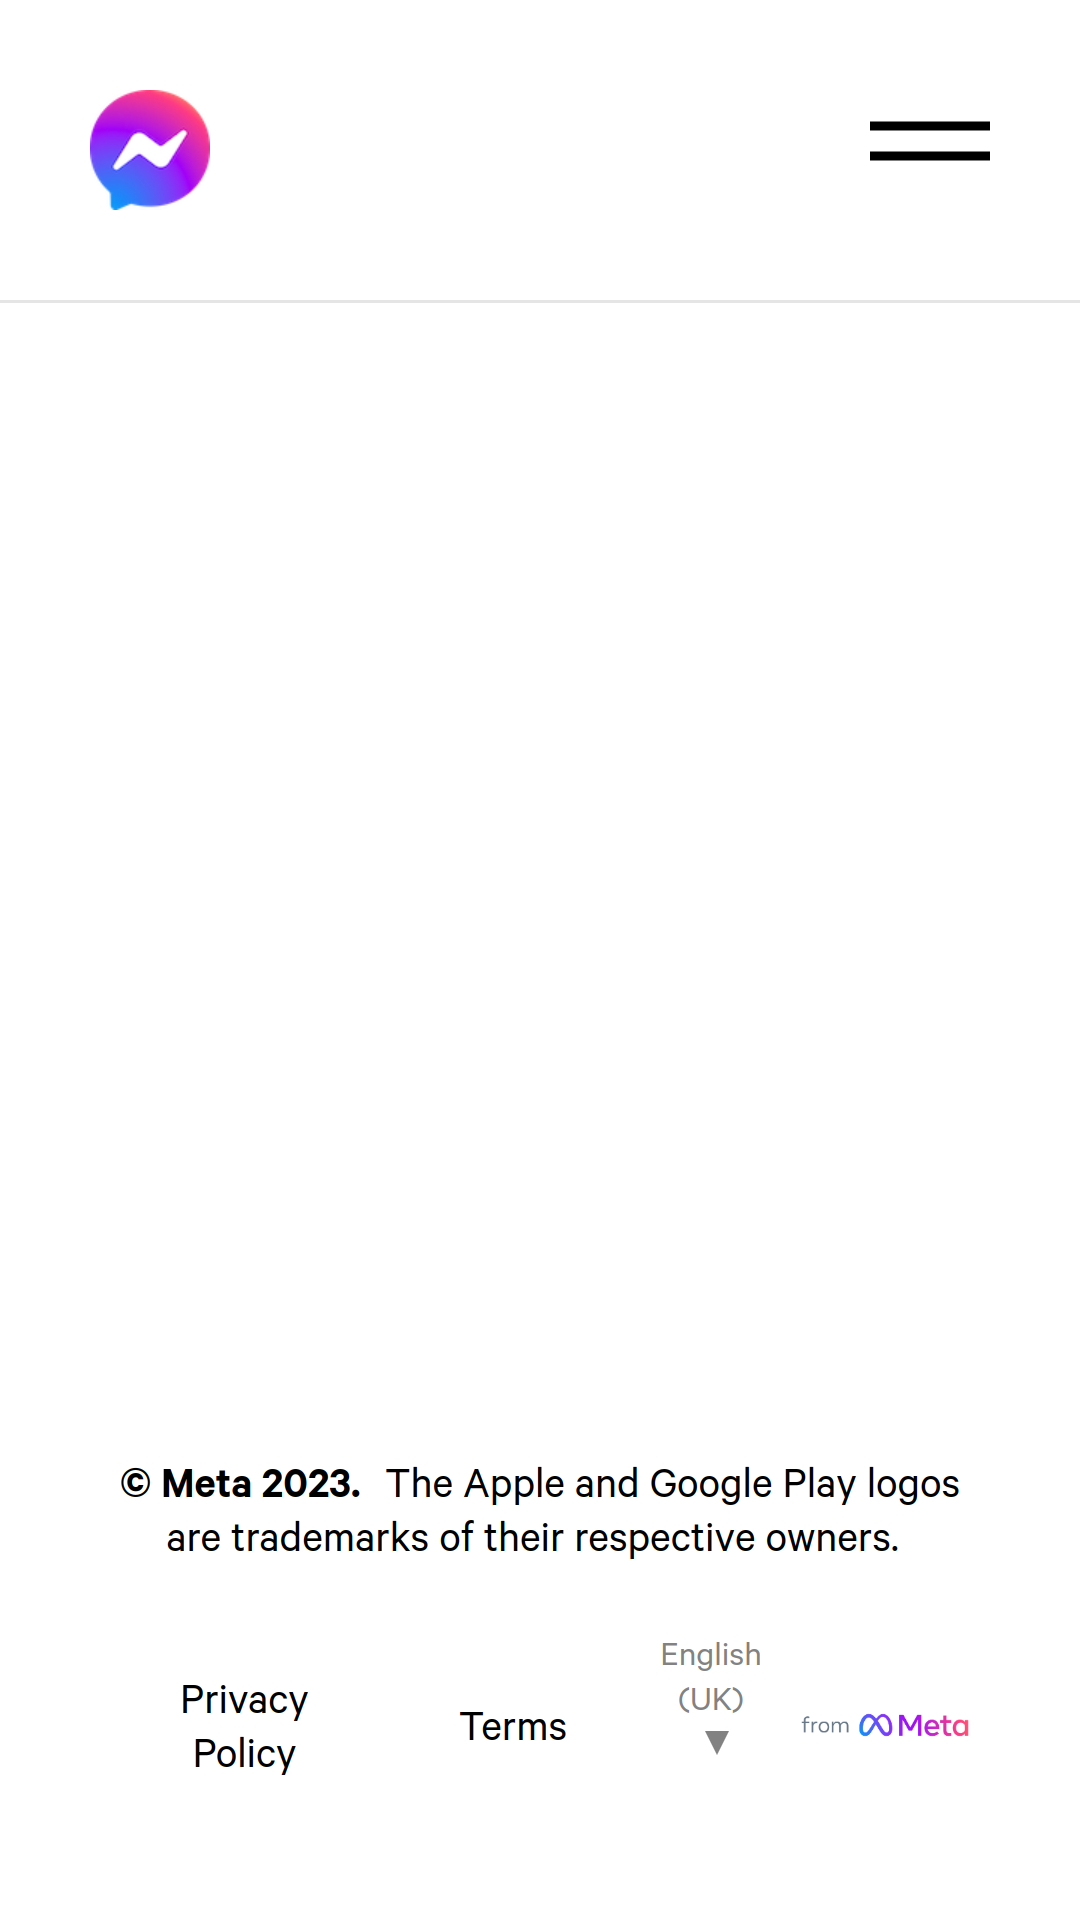 © Meta 2023. The Apple and Google Play logos
are trademarks of their respective owners.
Privacy
Policy
Terms
English
(UK)
from Meta